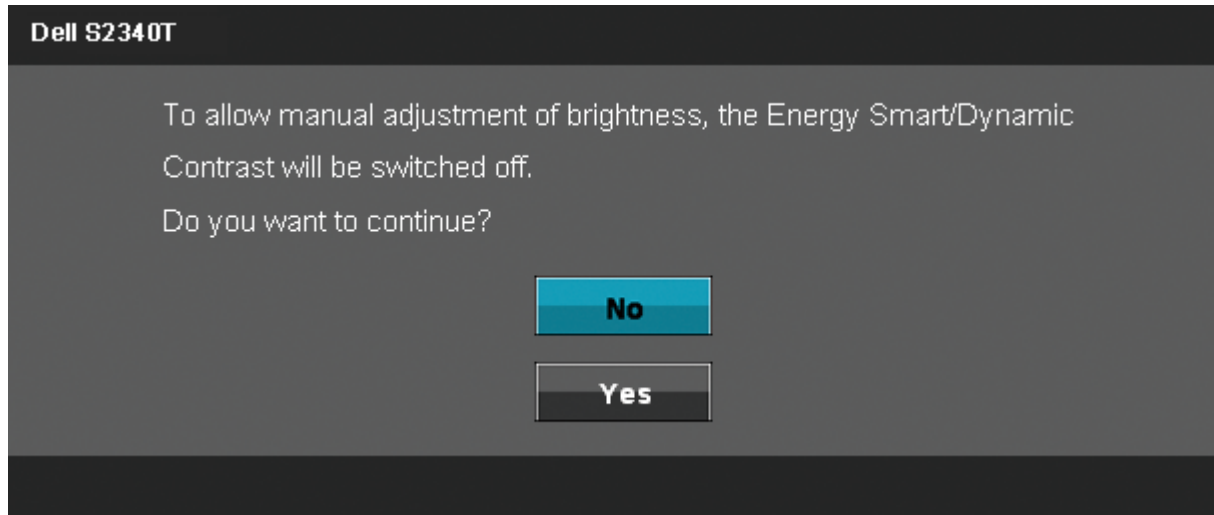 Dell S2340T
To allow manual adjustment of brightness, the Energy Smart/Dynamic
Contrast will be switched off.
Do you want to continue?
No
Yes